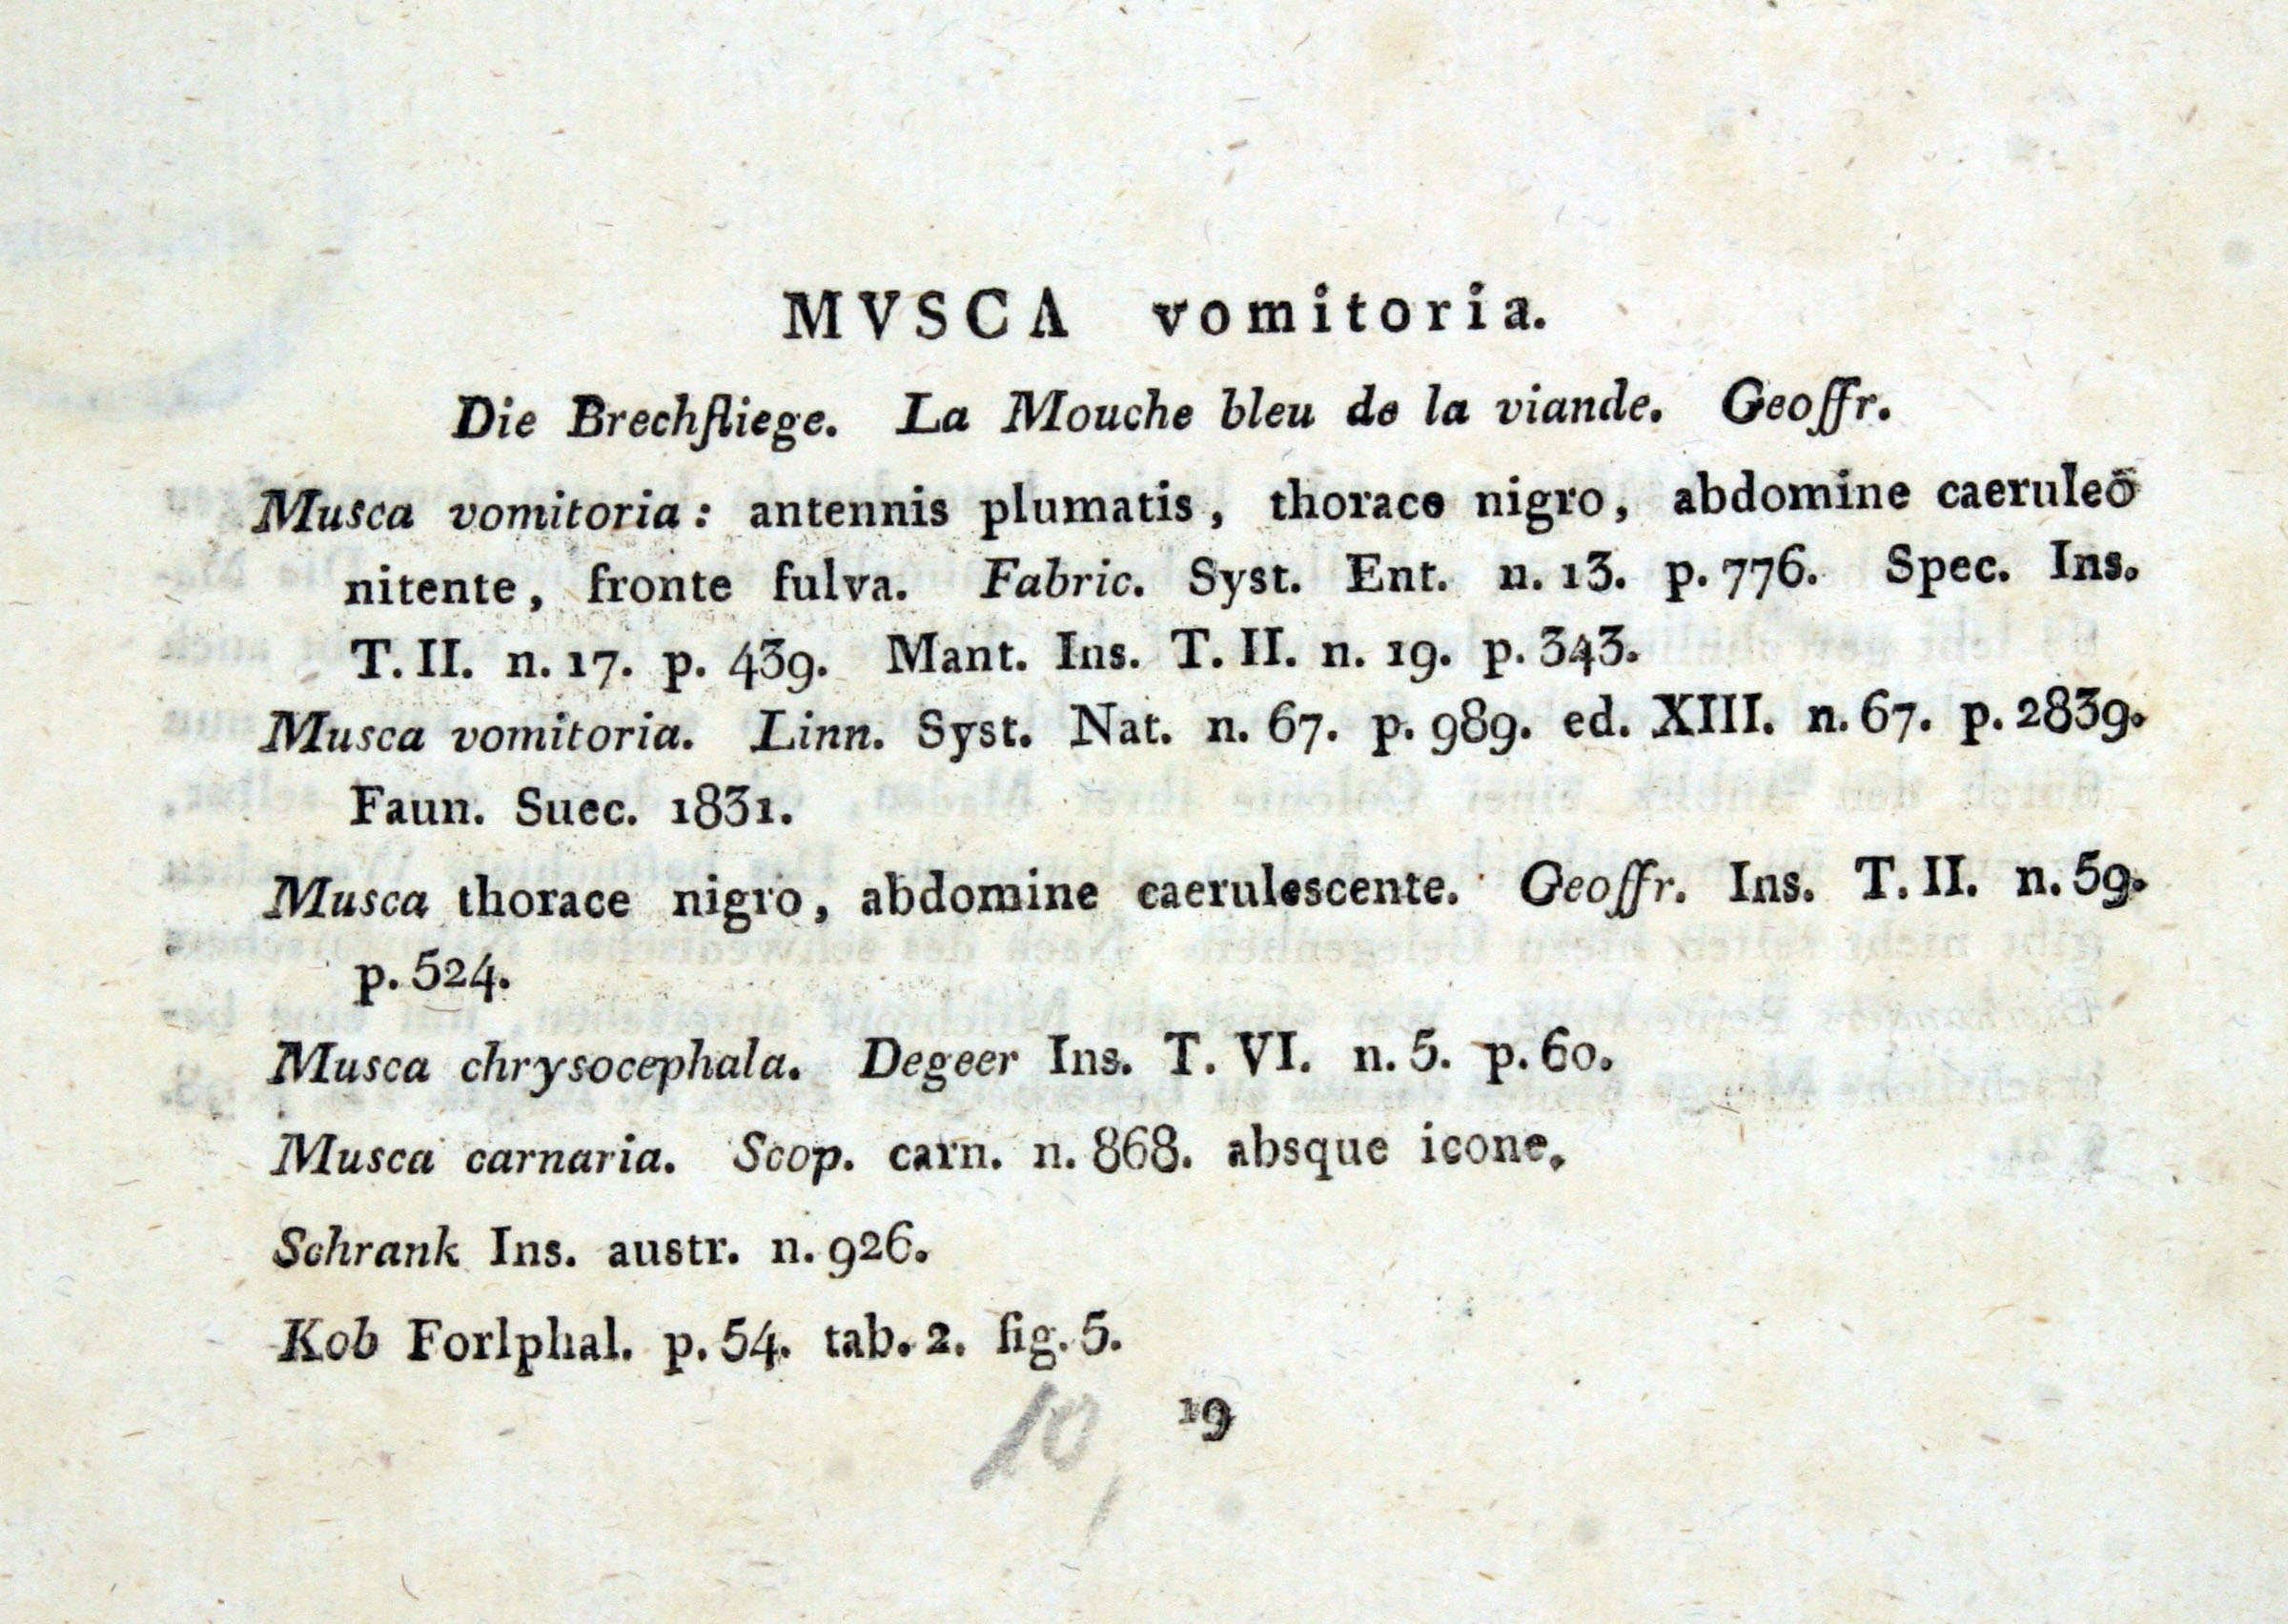 MVSCA vomitoria.
Die Brechfliege. La Mouche bleu de la viande. Geoffr.
Musca vomitoria: antennis plumatis, thorace nigro, abdomine caeruleo
nitente, fronte fulva. Fabric. Syst. Ent. n. 13. p. 776. Spec. Ins.
T. II. n. 17. p. 439. Mant. Ins. T. II. n. 19. p. 343.
Musca vomitoria. Linn. Syst. Nat. n. 67. p. 989. ed. XIII. n. 67. p. 2839.
Faun. Suec. 1831.
Musca thorace nigro, abdomine caerulescente. Geoffr. Ins. T. II. n. 59.
p. 524.
Musca chrysocephala. Degeer Ins. T. VI. n. 5. p. 60.
Musca carnaria. Scop. carn. n. 868. absque icone.
Schrank Ins. austr. n. 926.
Kob Forlphal. p. 54. tab. 2. fig. 5.
10, 19